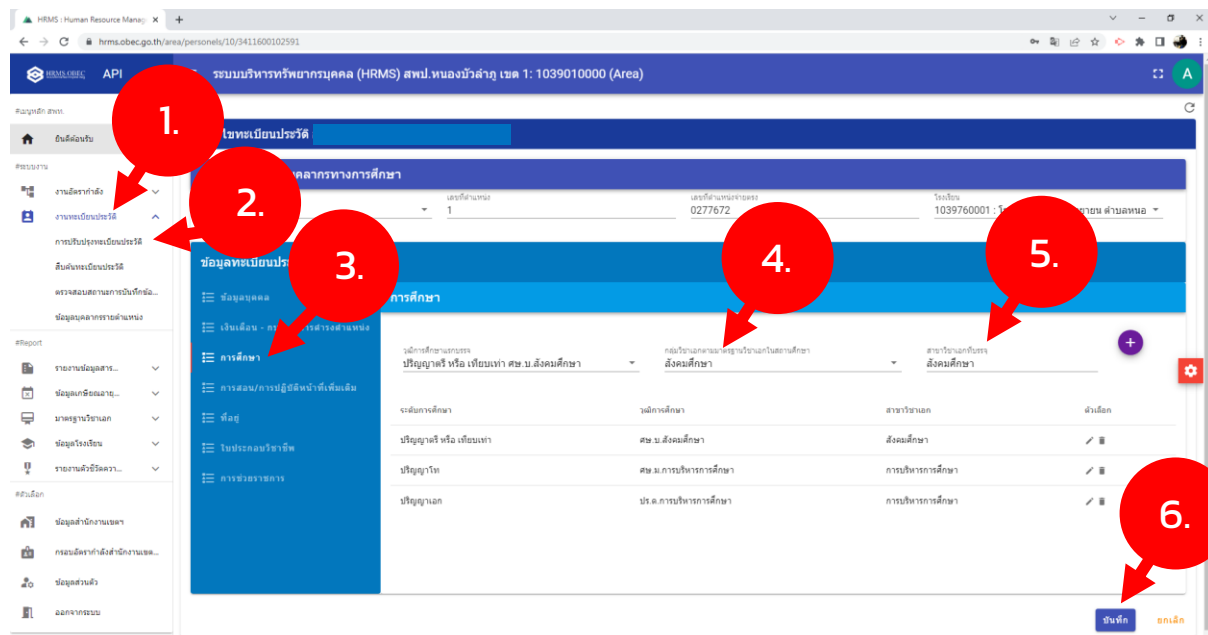 HRMS : Human Resource Manag
hrms.obec.go.th/area/personels/10/3411600102591
HRMS.OBEC API
ระบบบริหารทรัพยากรบุคคล (HRMS) สพป.หนองบัวลำภู เขต 1: 1039010000 (Area)
A
#เมนูหลัก สพท.
ยินดีต้อนรับ
#ระบบงาน
งานอัตรากำลัง
งานทะเบียนประวัติ
การปรับปรุงทะเบียนประวัติ
สืบค้นทะเบียนประวัติ
ตรวจสอบสถานะการบันทึกข้อ...
ข้อมูลบุคลากรรายตำแหน่ง
#Report
รายงานข้อมูลสาร...
ข้อมูลเกษียณอายุ...
มาตรฐานวิชาเอก
ข้อมูลโรงเรียน
รายงานตัวชี้วัดควา...
#ตัวเลือก
ข้อมูลสำนักงานเขตฯ
กรอบอัตรากำลังสำนักงานเขต...
ข้อมูลส่วนตัว
ออกจากระบบ
1.
2.
3.
4.
5.
6.
ไขทะเบียนประวัติ
คลากรทางการศึกษา
เลขที่ตำแหน่ง
1
เลขที่ตำแหน่งจ่ายตรง
0277672
โรงเรียน
1039760001 :
ตำบลหนอ
ข้อมูลทะเบียนประ
ข้อมูลบุคคล
เงินเดือน -
การศึกษา
การสอน/การปฏิบัติหน้าที่เพิ่มเติม
ที่อยู่
ใบประกอบวิชาชีพ
การช่วยราชการ
การศึกษา
วุฒิการศึกษาแรกบรรจุ
ปริญญาตรี หรือ เทียบเท่า ศษ.บ.สังคมศึกษา
กลุ่มวิชาเอกตามมาตรฐานวิชาเอกในสถานศึกษา
สังคมศึกษา
สาขาวิชาเอกที่บรรจุ
สังคมศึกษา
ระดับการศึกษา วุฒิการศึกษา สาขาวิชาเอก ตัวเลือก
ปริญญาตรี หรือ เทียบเท่า ศษ.บ.สังคมศึกษา สังคมศึกษา
ปริญญาโท ศษ.ม.การบริหารการศึกษา การบริหารการศึกษา
ปริญญาเอก ปร.ด.การบริหารการศึกษา การบริหารการศึกษา
บันทึก ยกเลิก